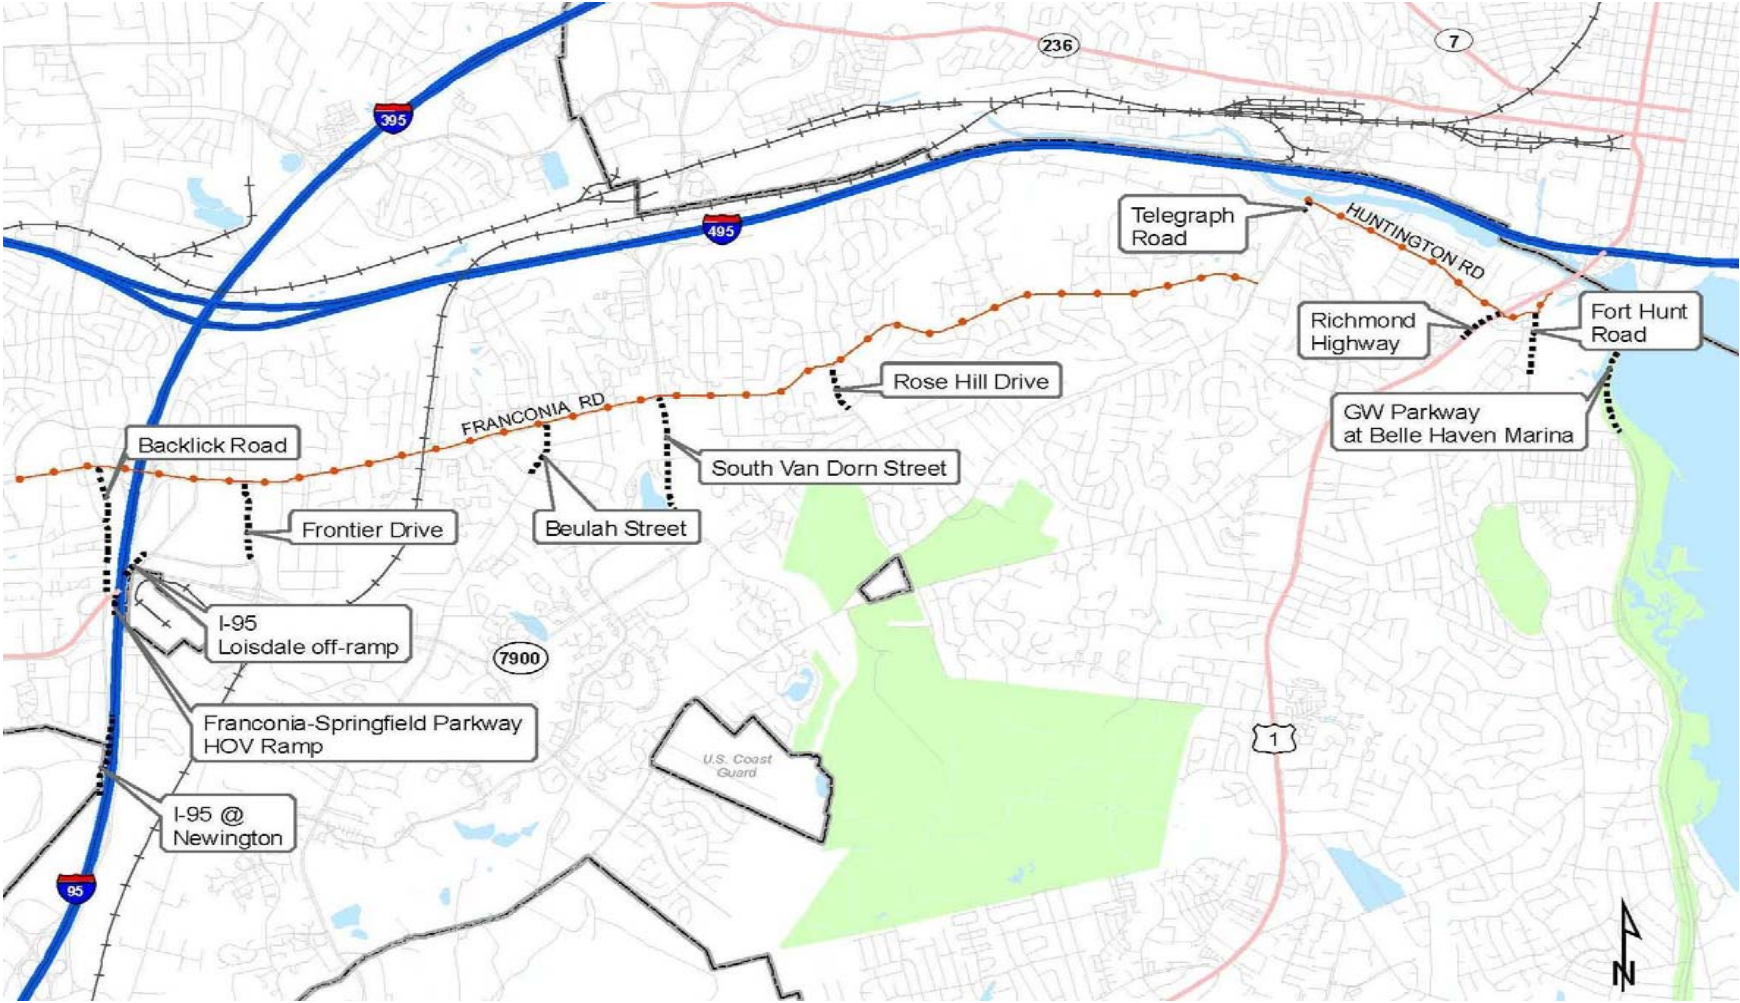 236
7
395
495
Telegraph
Road
HUNTINGTON RD
Richmond
Highway
Fort Hunt
Road
Rose Hill Drive
GW Parkway
at Belle Haven Marina
FRANCONIA RD
Backlick Road
South Van Dorn Street
Frontier Drive
Beulah Street
I-95
Loisdale off-ramp
7900
Franconia-Springfield Parkway
HOV Ramp
1
U.S. Coast
Guard
I-95 @
Newington
95
N